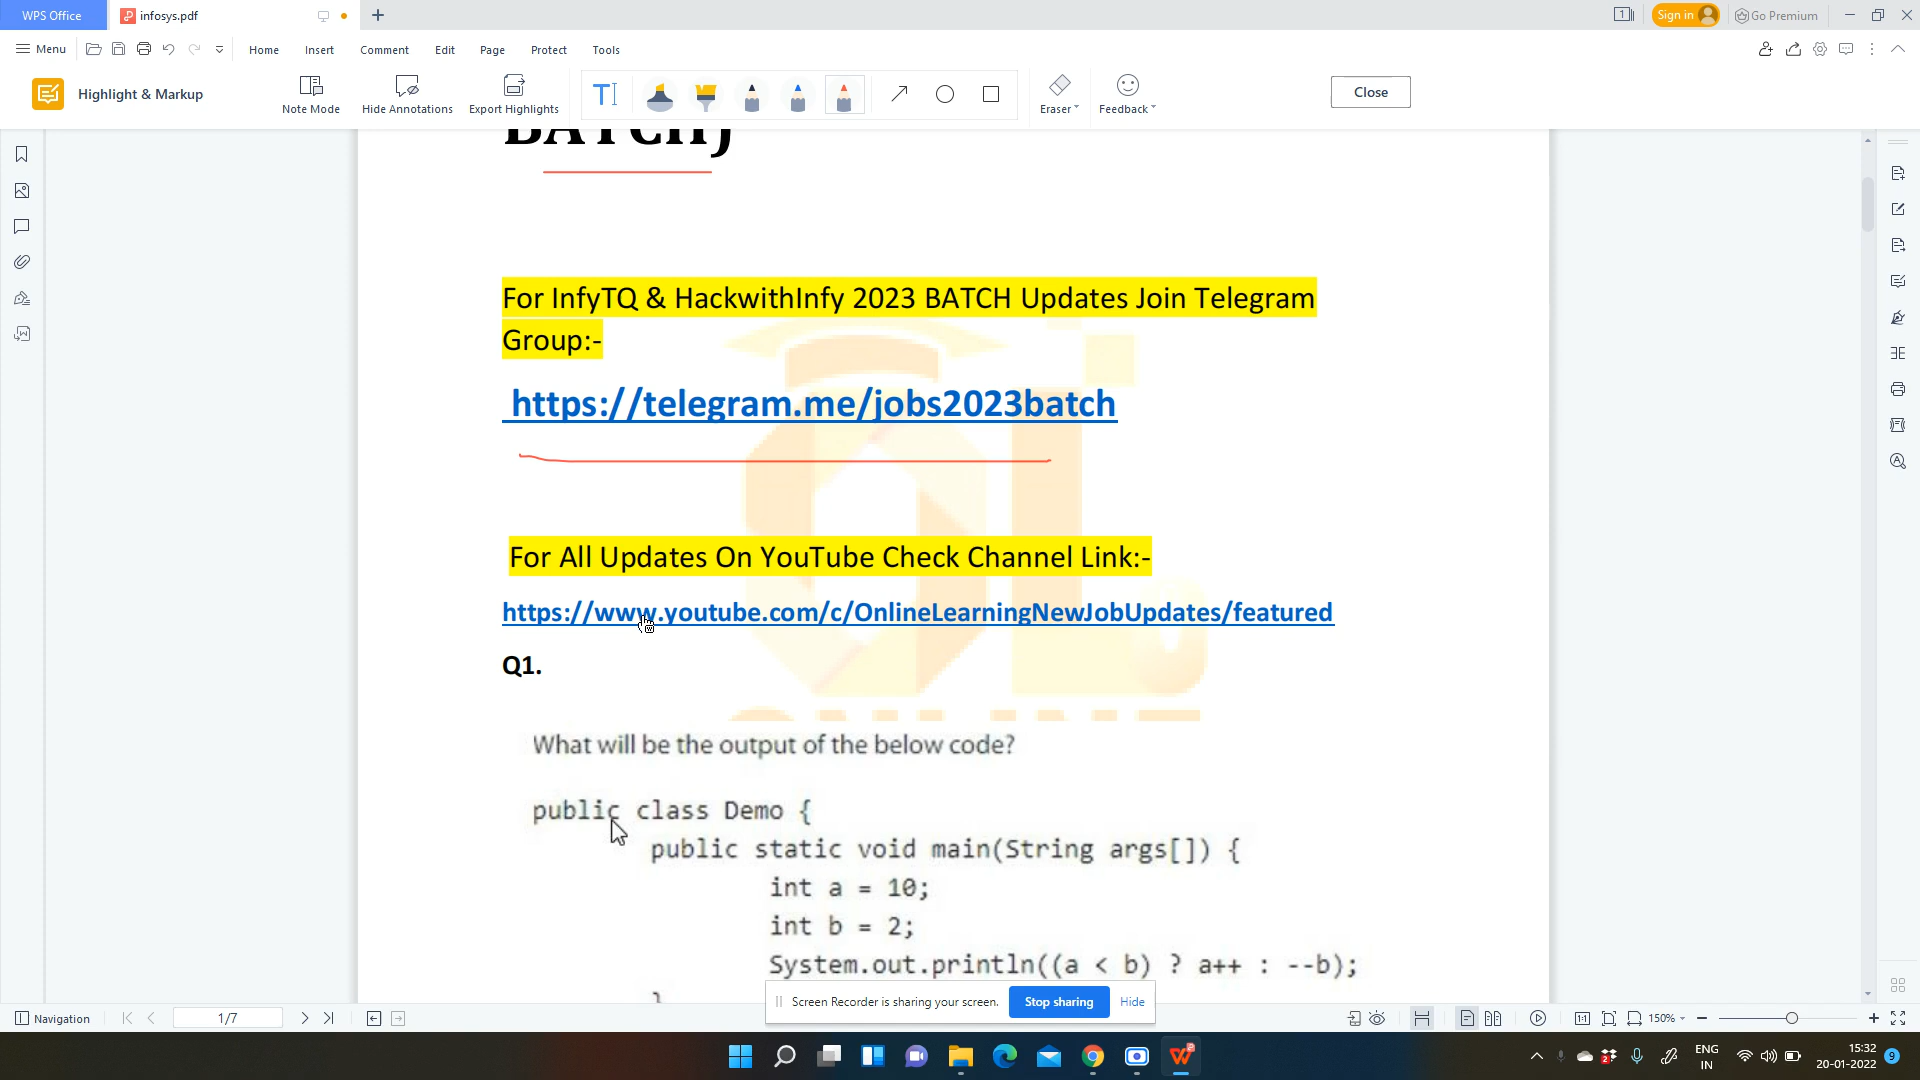 WPS Office
infosys.pdf
1
Sign in
Go Premium
Menu
Home
Insert
Comment
Edit
Page
Protect
Tools
Highlight & Markup
Note Mode
Hide Annotations
Export Highlights
T
Eraser
Feedback
Close
BATCH)
For InfyTQ & HackwithInfy 2023 BATCH Updates Join Telegram
Group:-
https://telegram.me/jobs2023batch
For All Updates On YouTube Check Channel Link:-
https://www.youtube.com/c/OnlineLearningNewJobUpdates/featured
Q1.
What will be the output of the below code?
public class Demo {
public static void main(String args[]) {
int a = 10;
int b = 2;
System.out.println((a < b) ? a++ : --b);
}
Screen Recorder is sharing your screen.
Stop sharing
Hide
Navigation
1/7
1:1
150%
ENG
IN
15:32
20-01-2022
9